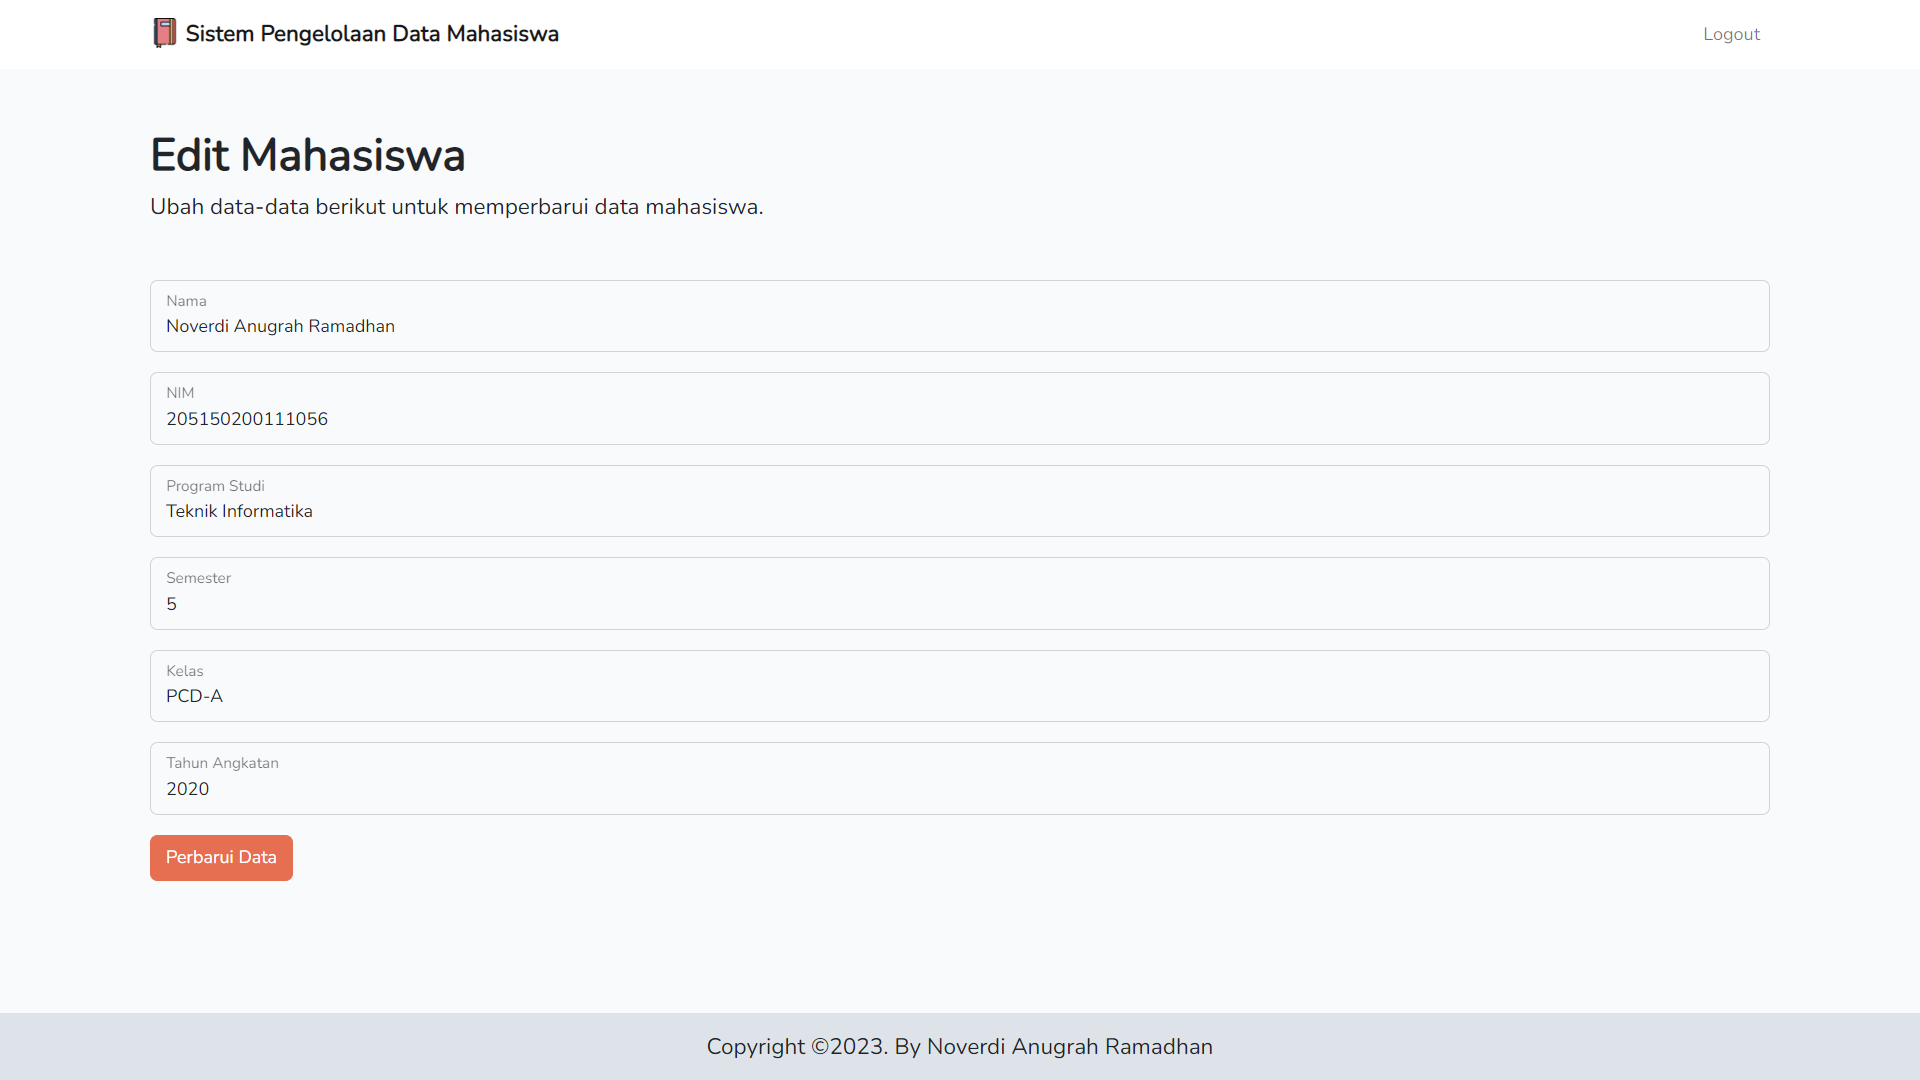 Sistem Pengelolaan Data Mahasiswa
Logout
Edit Mahasiswa
Ubah data-data berikut untuk memperbarui data mahasiswa.
Nama
Noverdi Anugrah Ramadhan
NIM
205150200111056
Program Studi
Teknik Informatika
Semester
5
Kelas
PCD-A
Tahun Angkatan
2020
Perbarui Data
Copyright ©2023. By Noverdi Anugrah Ramadhan